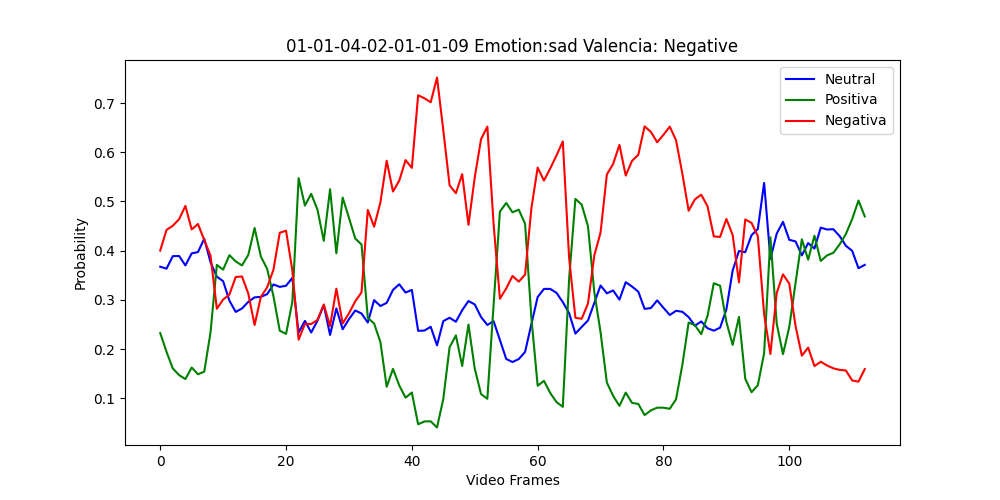 01-01-04-02-01-01-09 Emotion:sad Valencia: Negative
Neutral
Positiva
Negativa
Probability
0.7
0.6
0.5
0.4
0.3
0.2
0.1
0 20 40 60 80 100
Video Frames